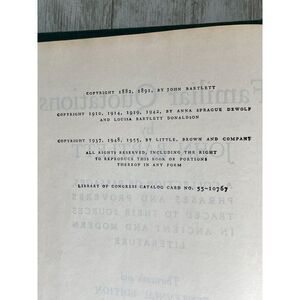 COPYRIGHT 1882, 1891, BY JOHN BARTLETT
COPYRIGHT 1910, 1914, 1919, 1942, BY ANNA SPRAGUE DEWOLF
AND LOUISA BARTLETT DONALDSON
COPYRIGHT 1937, 1948, 1955, BY LITTLE, BROWN AND COMPANY
ALL RIGHTS RESERVED, INCLUDING THE RIGHT
TO REPRODUCE THIS BOOK OR PORTIONS
THEREOF IN ANY FORM
LIBRARY OF CONGRESS CATALOG CARD NO. 55-10767